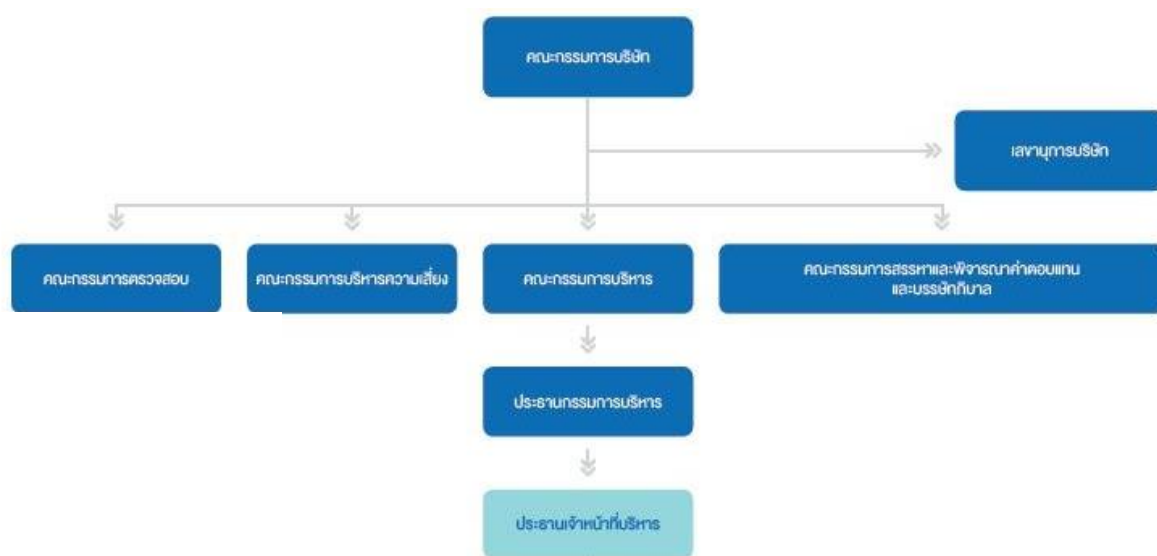 คณะกรรมการบริษัท
เลขานุการบริษัท
คณะกรรมการตรวจสอบ
คณะกรรมการบริหารความเสี่ยง
คณะกรรมการบริหาร
คณะกรรมการสรรหาและพิจารณาค่าตอบแทน
และบรรษัทภิบาล
ประธานกรรมการบริหาร
ประธานเจ้าหน้าที่บริหาร